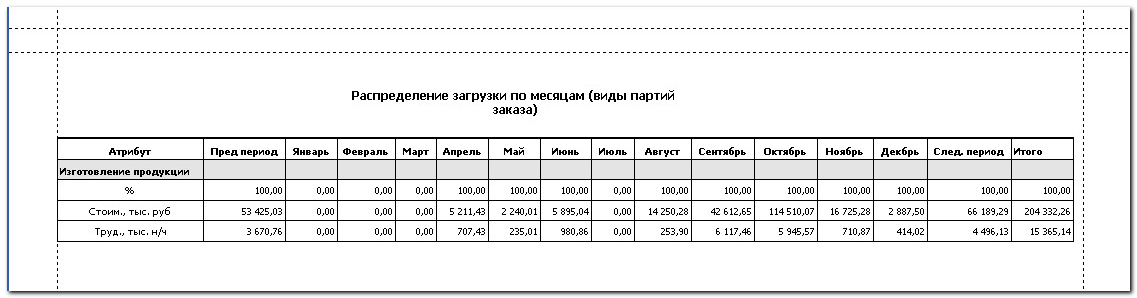 Распределение загрузки по месяцам (виды партий
заказа)
Атрибут Пред период Январь Февраль Март Апрель Май Июнь Июль Август Сентябрь Октябрь Ноябрь Декбрь След. период Итого
Изготовление продукции
% 100,00 0,00 0,00 0,00 100,00 100,00 100,00 0,00 100,00 100,00 100,00 100,00 100,00 100,00 100,00
Стоим., тыс. руб 53 425,03 0,00 0,00 0,00 5 211,43 2 240,01 5 895,04 0,00 14 250,28 42 612,65 114 510,07 16 725,28 2 887,50 66 189,29 204 332,26
Труд., тыс. н/ч 3 670,76 0,00 0,00 0,00 707,43 235,01 980,86 0,00 253,90 6 117,46 5 945,57 710,87 414,02 4 496,13 15 365,14